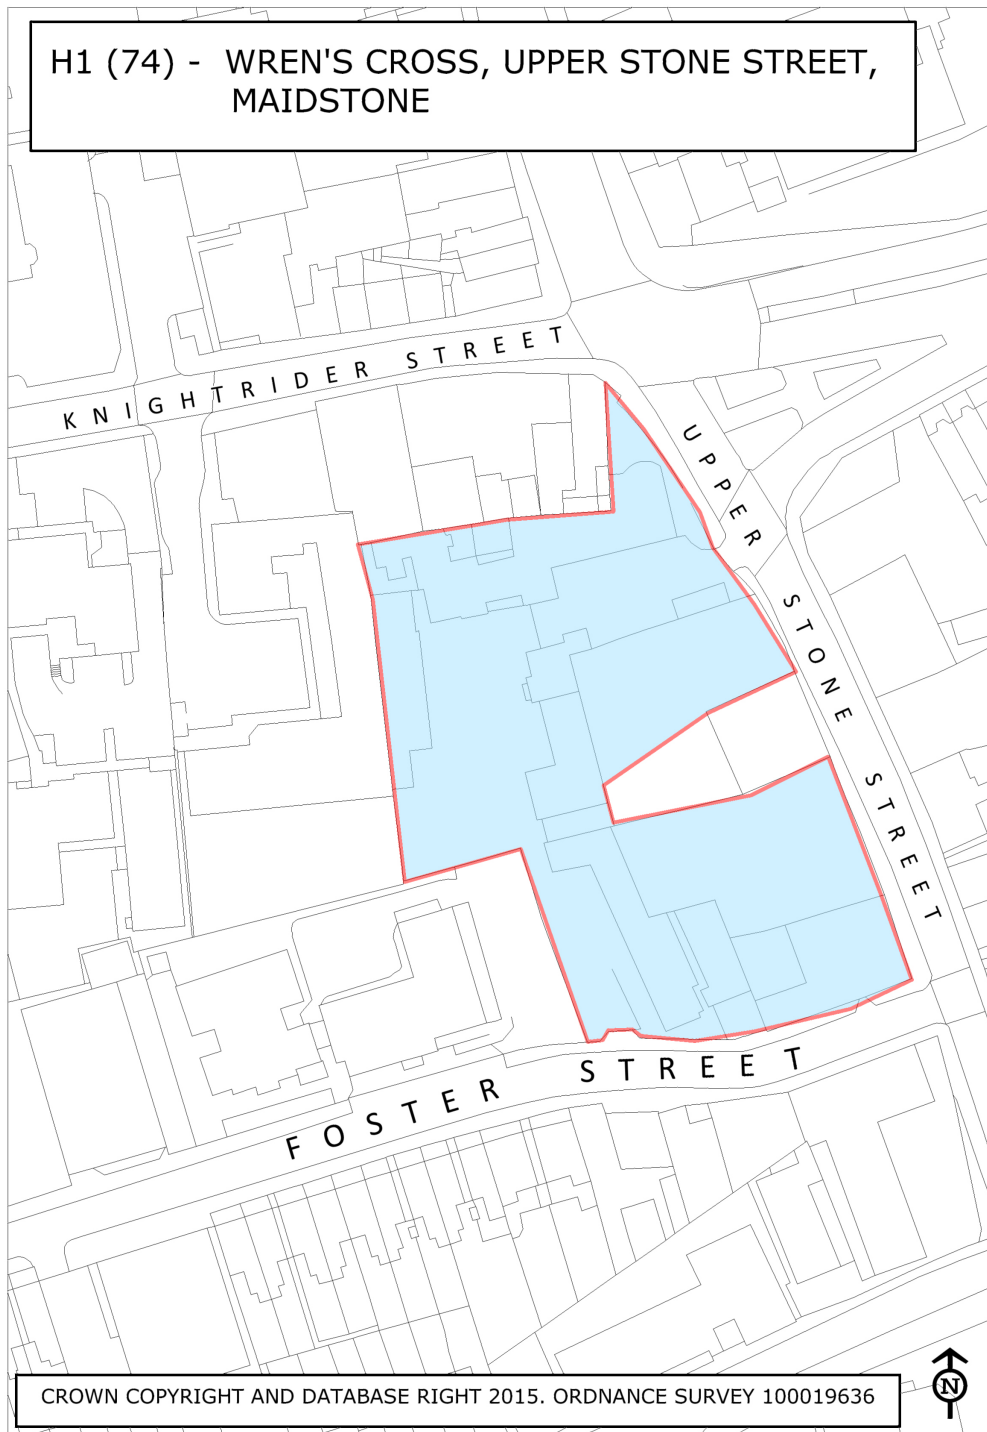 H1 (74) - WREN'S CROSS, UPPER STONE STREET,
MAIDSTONE
KNIGHTRIDER STREET
UPPER STONE STREET
FOSTER STREET
CROWN COPYRIGHT AND DATABASE RIGHT 2015. ORDNANCE SURVEY 100019636
N